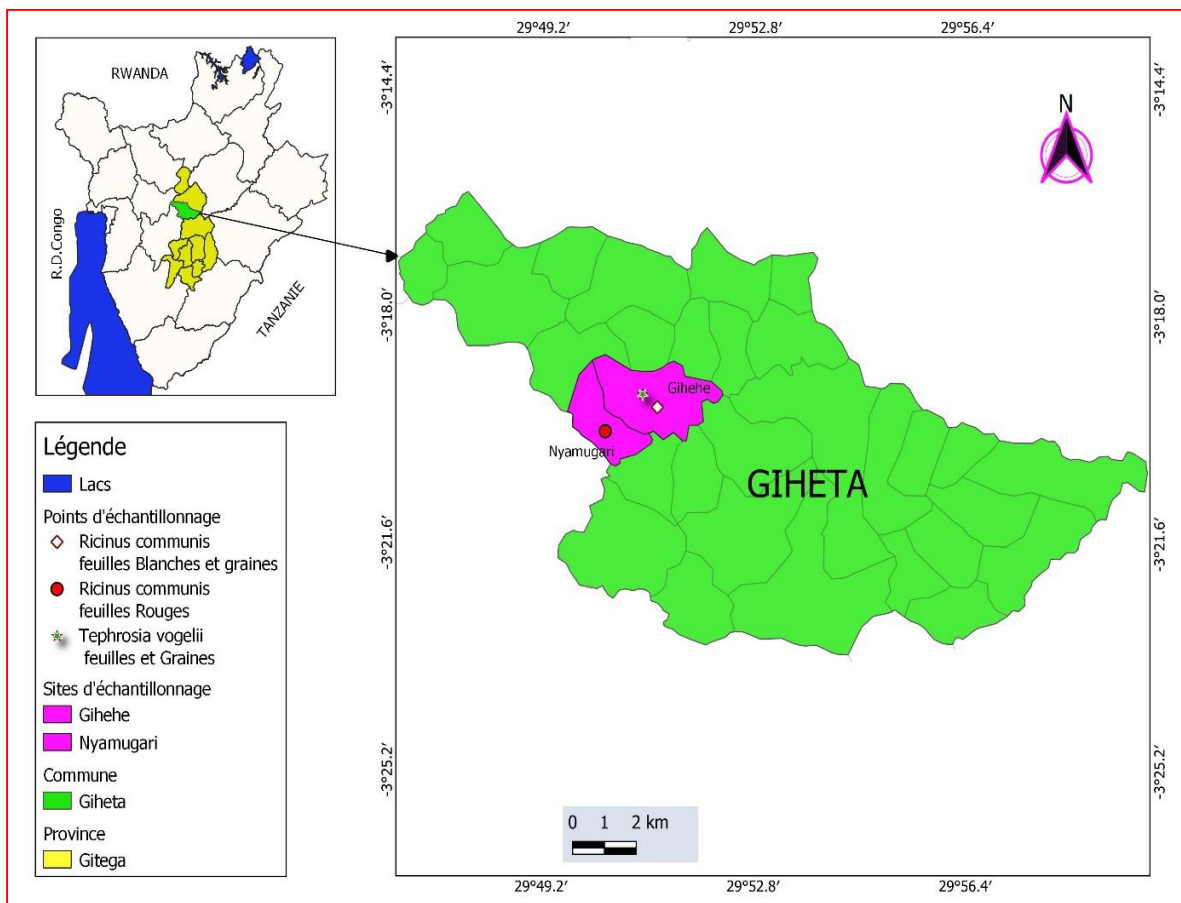 29°49.2' 29°52.8' 29°56.4'
RWANDA
R.D.Congo
TANZANIE
-3°14.4' -3°14.4'
N
-3°18.0' -3°18.0'
Gihehe
Nyamugari
GIHETA
-3°21.6' -3°21.6'
-3°25.2' -3°25.2'
0 1 2 km
29°49.2' 29°52.8' 29°56.4'
Légende
Lacs
Points d'échantillonnage
Ricinus communis
feuilles Blanches et graines
Ricinus communis
feuilles Rouges
Tephrosia vogelii
feuilles et Graines
Sites d'échantillonnage
Gihehe
Nyamugari
Commune
Giheta
Province
Gitega